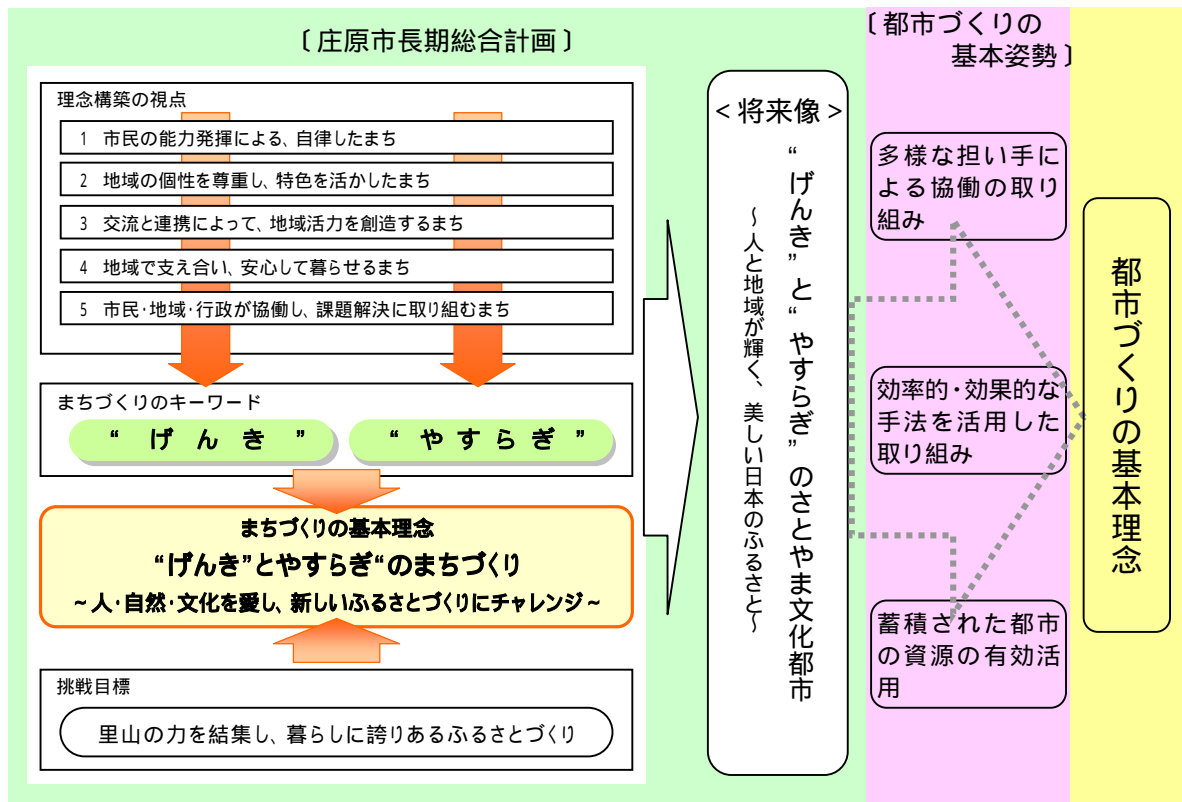 〔庄原市長期総合計画〕
理念構築の視点
1 市民の能力発揮による、自律したまち
2 地域の個性を尊重し、特色を活かしたまち
3 交流と連携によって、地域活力を創造するまち
4 地域で支え合い、安心して暮らせるまち
5 市民・地域・行政が協働し、課題解決に取り組むまち
まちづくりのキーワード
“ げ ん き ”
“ や す ら ぎ ”
まちづくりの基本理念
“げんき”とやすらぎ“のまちづくり
~人・自然・文化を愛し、新しいふるさとづくりにチャレンジ~
挑戦目標
里山の力を結集し、暮らしに誇りあるふるさとづくり
<将来像>
“げんき”と“やすらぎ”のさとやま文化都市
~人と地域が輝く、美しい日本のふるさと~
〔都市づくりの
基本姿勢〕
多様な担い手に
よる協働の取り
組み
効率的・効果的な
手法を活用した
取り組み
蓄積された都市
の資源の有効活
用
都市づくりの基本理念